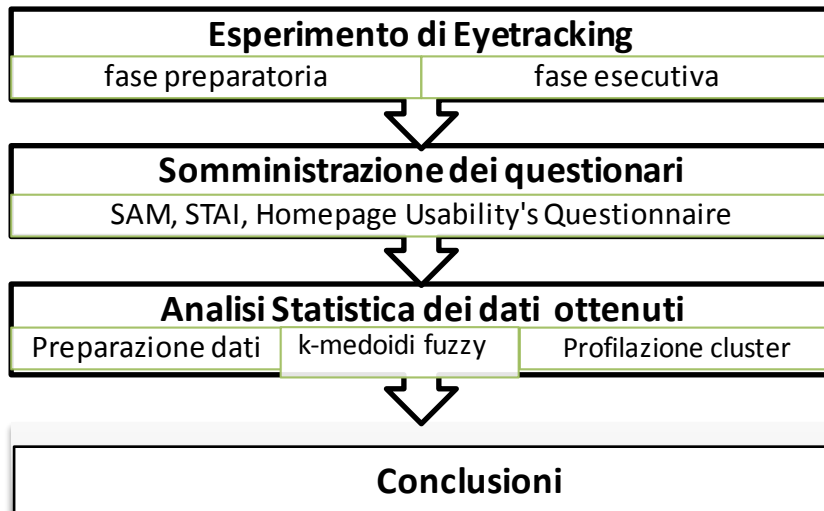 Esperimento di Eyetracking
fase preparatoria fase esecutiva
Somministrazione dei questionari
SAM, STAI, Homepage Usability's Questionnaire
Analisi Statistica dei dati ottenuti
Preparazione dati k-medoidi fuzzy Profilazione cluster
Conclusioni